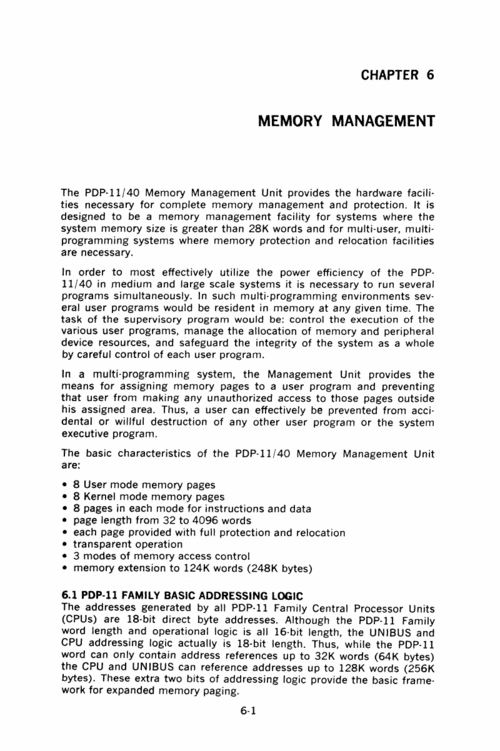 CHAPTER 6
MEMORY MANAGEMENT
The PDP-11/40 Memory Management Unit provides the hardware facili-
ties necessary for complete memory management and protection. It is
designed to be a memory management facility for systems where the
system memory size is greater than 28K words and for multi-user, multi-
programming systems where memory protection and relocation facilities
are necessary.
In order to most effectively utilize the power efficiency of the PDP-
11/40 in medium and large scale systems it is necessary to run several
programs simultaneously. In such multi-programming environments sev-
eral user programs would be resident in memory at any given time. The
task of the supervisory program would be: control the execution of the
various user programs, manage the allocation of memory and peripheral
device resources, and safeguard the integrity of the system as a whole
by careful control of each user program.
In a multi-programming system, the Management Unit provides the
means for assigning memory pages to a user program and preventing
that user from making any unauthorized access to those pages outside
his assigned area. Thus, a user can effectively be prevented from acci-
dental or willful destruction of any other user program or the system
executive program.
The basic characteristics of the PDP-11/40 Memory Management Unit
are:
• 8 User mode memory pages
• 8 Kernel mode memory pages
• 8 pages in each mode for instructions and data
• page length from 32 to 4096 words
• each page provided with full protection and relocation
• transparent operation
• 3 modes of memory access control
• memory extension to 124K words (248K bytes)
6.1 PDP-11 FAMILY BASIC ADDRESSING LOGIC
The addresses generated by all PDP-11 Family Central Processor Units
(CPUs) are 18-bit direct byte addresses. Although the PDP-11 Family
word length and operational logic is all 16-bit length, the UNIBUS and
CPU addressing logic actually is 18-bit length. Thus, while the PDP-11
word can only contain address references up to 32K words (64K bytes)
the CPU and UNIBUS can reference addresses up to 128K words (256K
bytes). These extra two bits of addressing logic provide the basic frame-
work for expanded memory paging.
6-1